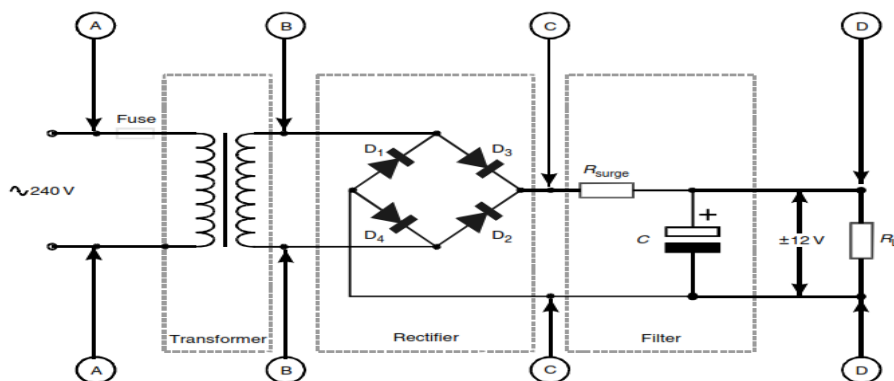 A B C D
Fuse
D1 D3
Rsurge
∿240 V
+
D4 D2
C
±12 V
Transformer Rectifier Filter
A B C D